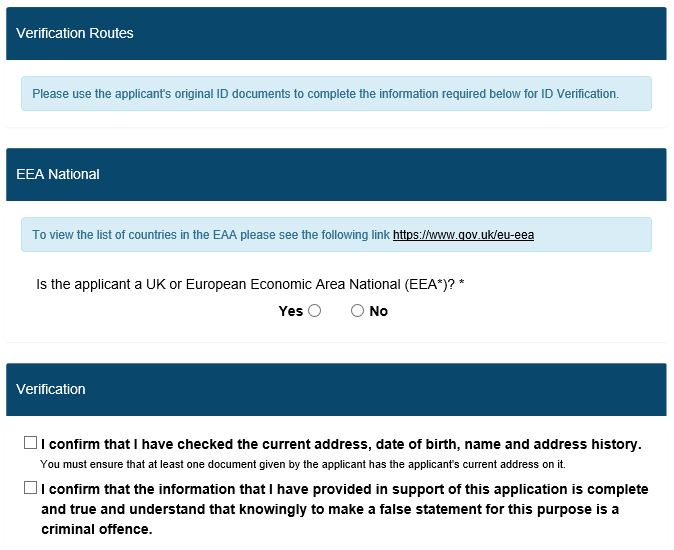 Verification Routes
Please use the applicant's original ID documents to complete the information required below for ID Verification.
EEA National
To view the list of countries in the EAA please see the following link https://www.gov.uk/eu-eea
Is the applicant a UK or European Economic Area National (EEA*)? *
Yes No
Verification
I confirm that I have checked the current address, date of birth, name and address history.
You must ensure that at least one document given by the applicant has the applicant's current address on it.
I confirm that the information that I have provided in support of this application is complete
and true and understand that knowingly to make a false statement for this purpose is a
criminal offence.